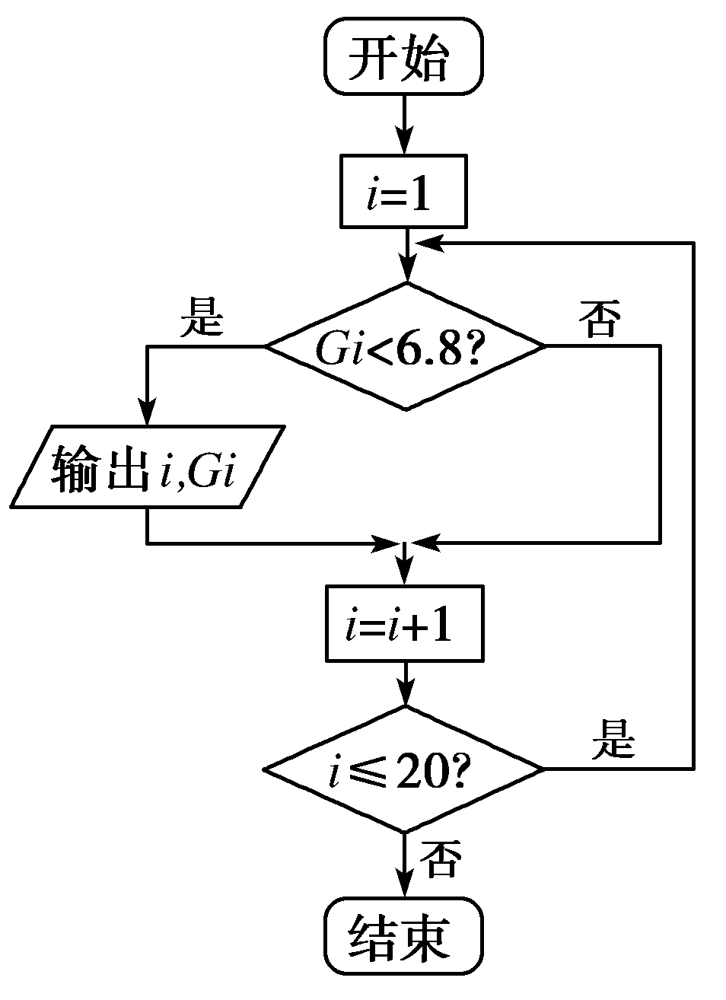 开始
i=1
是
否
Gi<6.8?
输出i,Gi
i=i+1
是
i≤20?
否
结束